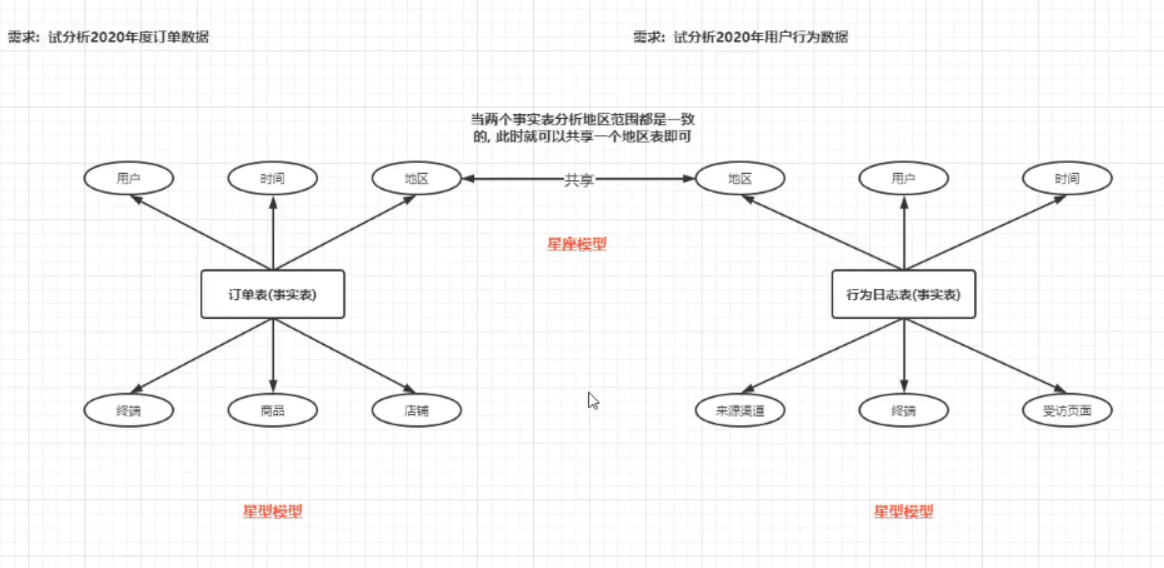 需求: 试分析2020年度订单数据
需求: 试分析2020年用户行为数据
当两个事实表分析地区范围都是一致
的, 此时就可以共享一个地区表即可
用户
时间
地区
共享
地区
用户
时间
星座模型
订单表(事实表)
行为日志表(事实表)
终端
商品
店铺
来源渠道
终端
受访页面
星型模型
星型模型